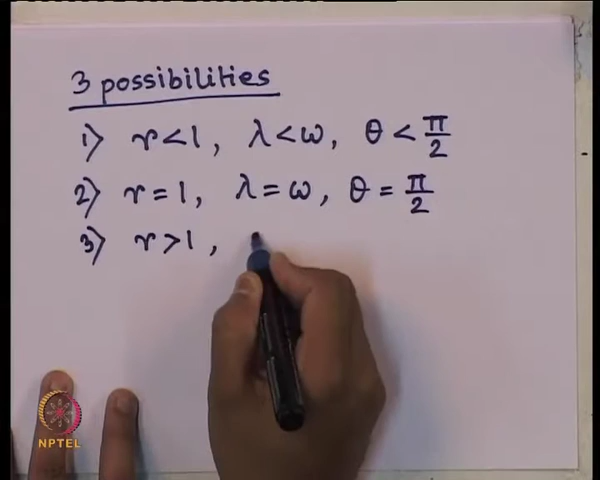 3 possibilities
1) r < 1, λ < ω, θ < π/2
2) r = 1, λ = ω, θ = π/2
3) r > 1,
NPTEL